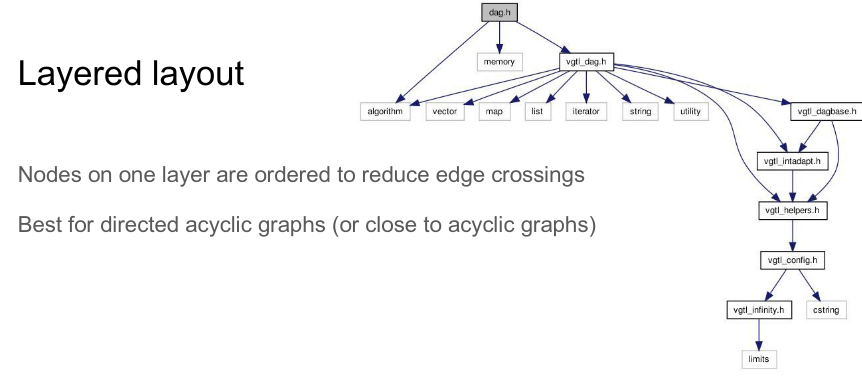 dag.h
memory
vgtl_dag.h
Layered layout
algorithm
vector
map
list
iterator
string
utility
vgtl_dagbase.h
vgtl_intadapt.h
Nodes on one layer are ordered to reduce edge crossings
vgtl_helpers.h
Best for directed acyclic graphs (or close to acyclic graphs)
vgtl_config.h
vgtl_infinity.h
cstring
limits